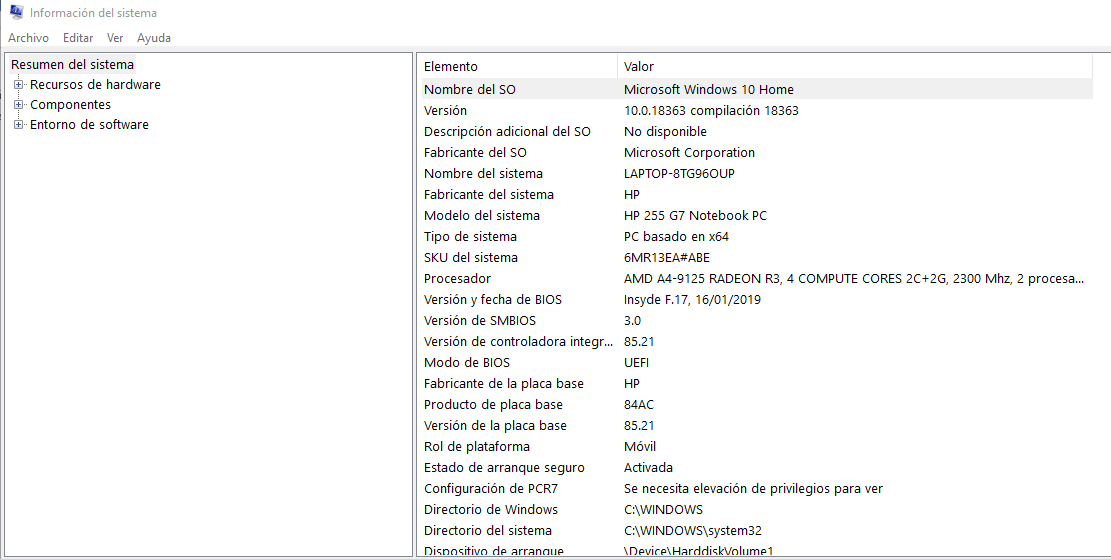 Información del sistema
Archivo Editar Ver Ayuda
Resumen del sistema
Recursos de hardware
Componentes
Entorno de software
Elemento Valor
Nombre del SO Microsoft Windows 10 Home
Versión 10.0.18363 compilación 18363
Descripción adicional del SO No disponible
Fabricante del SO Microsoft Corporation
Nombre del sistema LAPTOP-8TG96OUP
Fabricante del sistema HP
Modelo del sistema HP 255 G7 Notebook PC
Tipo de sistema PC basado en x64
SKU del sistema 6MR13EA#ABE
Procesador AMD A4-9125 RADEON R3, 4 COMPUTE CORES 2C+2G, 2300 Mhz, 2 procesa...
Versión y fecha de BIOS Insyde F.17, 16/01/2019
Versión de SMBIOS 3.0
Versión de controladora integr... 85.21
Modo de BIOS UEFI
Fabricante de la placa base HP
Producto de placa base 84AC
Versión de la placa base 85.21
Rol de plataforma Móvil
Estado de arranque seguro Activada
Configuración de PCR7 Se necesita elevación de privilegios para ver
Directorio de Windows C:\WINDOWS
Directorio del sistema C:\WINDOWS\system32
Dispositivo de arranque \Device\HarddiskVolume1